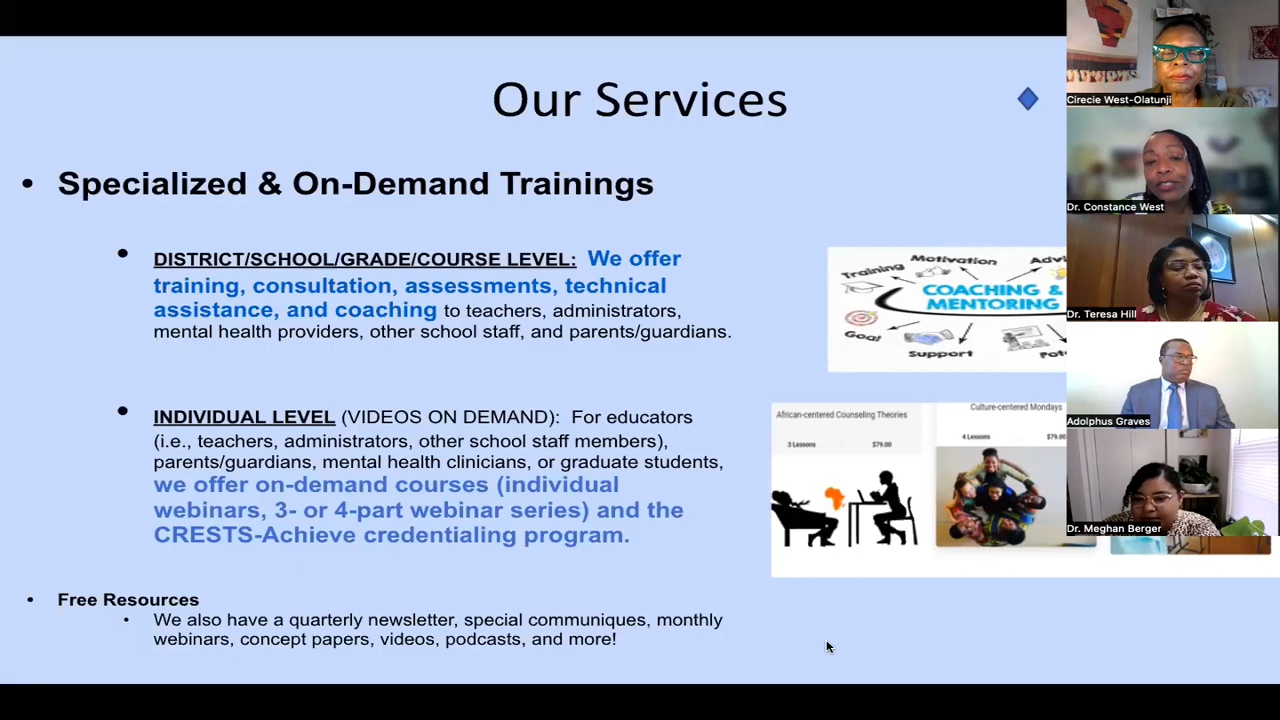 Our Services
• Specialized & On-Demand Trainings
• DISTRICT/SCHOOL/GRADE/COURSE LEVEL: We offer
training, consultation, assessments, technical
assistance, and coaching to teachers, administrators,
mental health providers, other school staff, and parents/guardians.
• INDIVIDUAL LEVEL (VIDEOS ON DEMAND): For educators
(i.e., teachers, administrators, other school staff members),
parents/guardians, mental health clinicians, or graduate students,
we offer on-demand courses (individual
webinars, 3- or 4-part webinar series) and the
CRESTS-Achieve credentialing program.
• Free Resources
• We also have a quarterly newsletter, special communiques, monthly
webinars, concept papers, videos, podcasts, and more!
Training
Motivation
COACHING &
MENTORING
Goal
Support
African-centered Counseling Theories
3 Lessons $79.00
Culture-centered Mondays
4 Lessons $79.00
Cirecie West-Olatunji
Dr. Constance West
Dr. Teresa Hill
Adolphus Graves
Dr. Meghan Berger